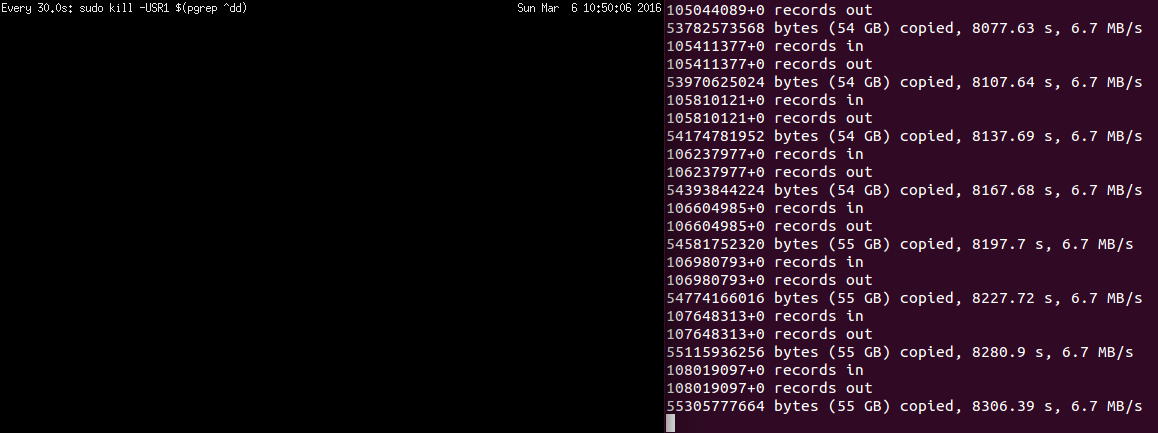 Every 30.0s: sudo kill -USR1 $(pgrep ^dd) Sun Mar 6 10:50:06 2016
105044089+0 records out
53782573568 bytes (54 GB) copied, 8077.63 s, 6.7 MB/s
105411377+0 records in
105411377+0 records out
53970625024 bytes (54 GB) copied, 8107.64 s, 6.7 MB/s
105810121+0 records in
105810121+0 records out
54174781952 bytes (54 GB) copied, 8137.69 s, 6.7 MB/s
106237977+0 records in
106237977+0 records out
54393844224 bytes (54 GB) copied, 8167.68 s, 6.7 MB/s
106604985+0 records in
106604985+0 records out
54581752320 bytes (55 GB) copied, 8197.7 s, 6.7 MB/s
106980793+0 records in
106980793+0 records out
54774166016 bytes (55 GB) copied, 8227.72 s, 6.7 MB/s
107648313+0 records in
107648313+0 records out
55115936256 bytes (55 GB) copied, 8280.9 s, 6.7 MB/s
108019097+0 records in
108019097+0 records out
55305777664 bytes (55 GB) copied, 8306.39 s, 6.7 MB/s